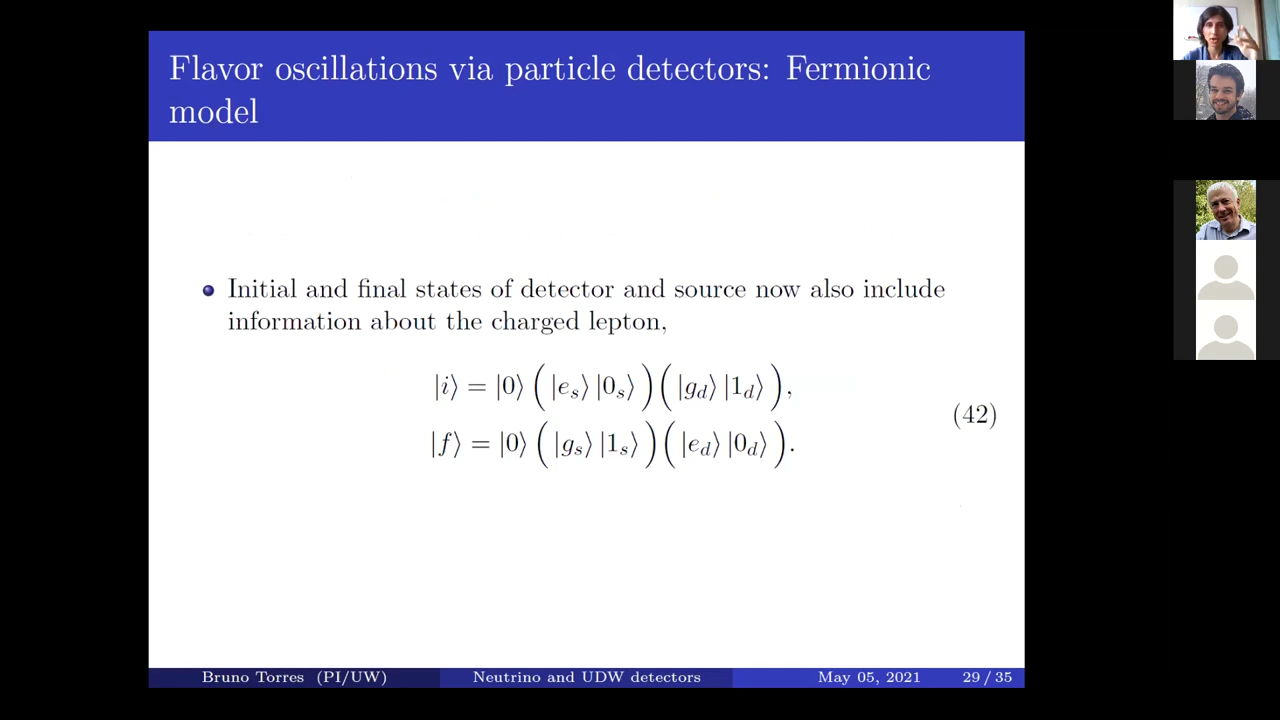 Flavor oscillations via particle detectors: Fermionic
model
Initial and final states of detector and source now also include
information about the charged lepton,
|i⟩ = |0⟩ (|e_s⟩ |0_s⟩)(|g_d⟩ |1_d⟩),
|f⟩ = |0⟩ (|g_s⟩ |1_s⟩)(|e_d⟩ |0_d⟩).
(42)
Bruno Torres (PI/UW) Neutrino and UDW detectors May 05, 2021 29 / 35